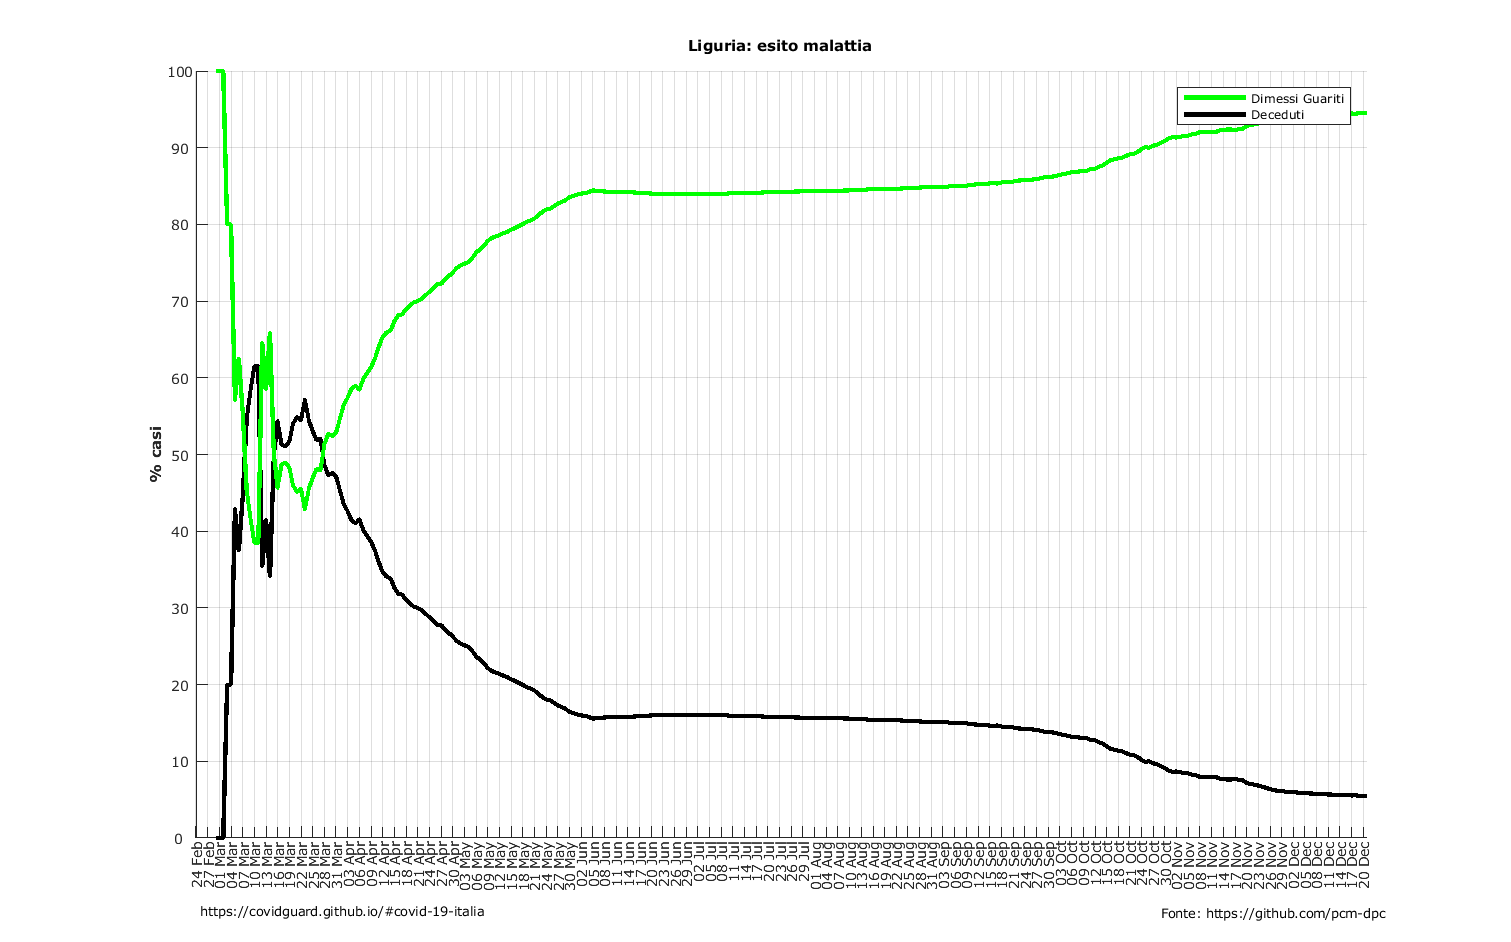 Liguria: esito malattia
Dimessi Guariti
Deceduti
% casi
100
90
80
70
60
50
40
30
20
10
0
24 Feb
27 Feb
01 Mar
04 Mar
07 Mar
10 Mar
13 Mar
16 Mar
19 Mar
22 Mar
25 Mar
28 Mar
31 Mar
03 Apr
06 Apr
09 Apr
12 Apr
15 Apr
18 Apr
21 Apr
24 Apr
27 Apr
30 Apr
03 May
06 May
09 May
12 May
15 May
18 May
21 May
24 May
27 May
30 May
02 Jun
05 Jun
08 Jun
11 Jun
14 Jun
17 Jun
20 Jun
23 Jun
26 Jun
29 Jun
02 Jul
05 Jul
08 Jul
11 Jul
14 Jul
17 Jul
20 Jul
23 Jul
26 Jul
29 Jul
01 Aug
04 Aug
07 Aug
10 Aug
13 Aug
16 Aug
19 Aug
22 Aug
25 Aug
28 Aug
31 Aug
03 Sep
06 Sep
09 Sep
12 Sep
15 Sep
18 Sep
21 Sep
24 Sep
27 Sep
30 Sep
03 Oct
06 Oct
09 Oct
12 Oct
15 Oct
18 Oct
21 Oct
24 Oct
27 Oct
30 Oct
02 Nov
05 Nov
08 Nov
11 Nov
14 Nov
17 Nov
20 Nov
23 Nov
26 Nov
29 Nov
02 Dec
05 Dec
08 Dec
11 Dec
14 Dec
17 Dec
20 Dec
https://covidguard.github.io/#covid-19-italia
Fonte: https://github.com/pcm-dpc